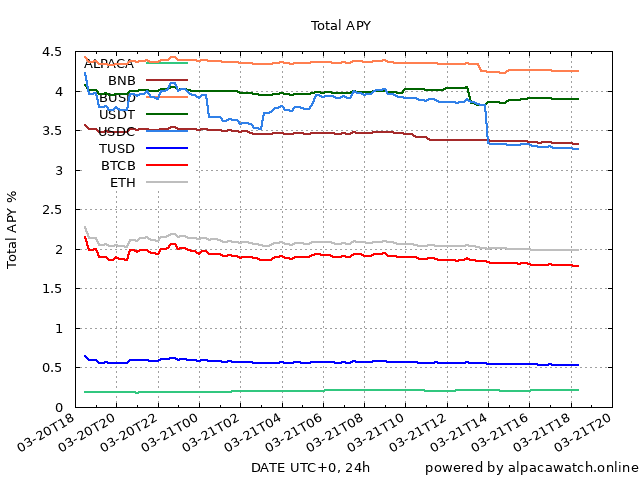 Total APY
Total APY %
4.5
4
3.5
3
2.5
2
1.5
1
0.5
0
ALPACA
BNB
BUSD
USDT
USDC
TUSD
BTCB
ETH
03-20T18
03-20T20
03-20T22
03-21T00
03-21T02
03-21T04
03-21T06
03-21T08
03-21T10
03-21T12
03-21T14
03-21T16
03-21T18
03-21T20
DATE UTC+0, 24h
powered by alpacawatch.online